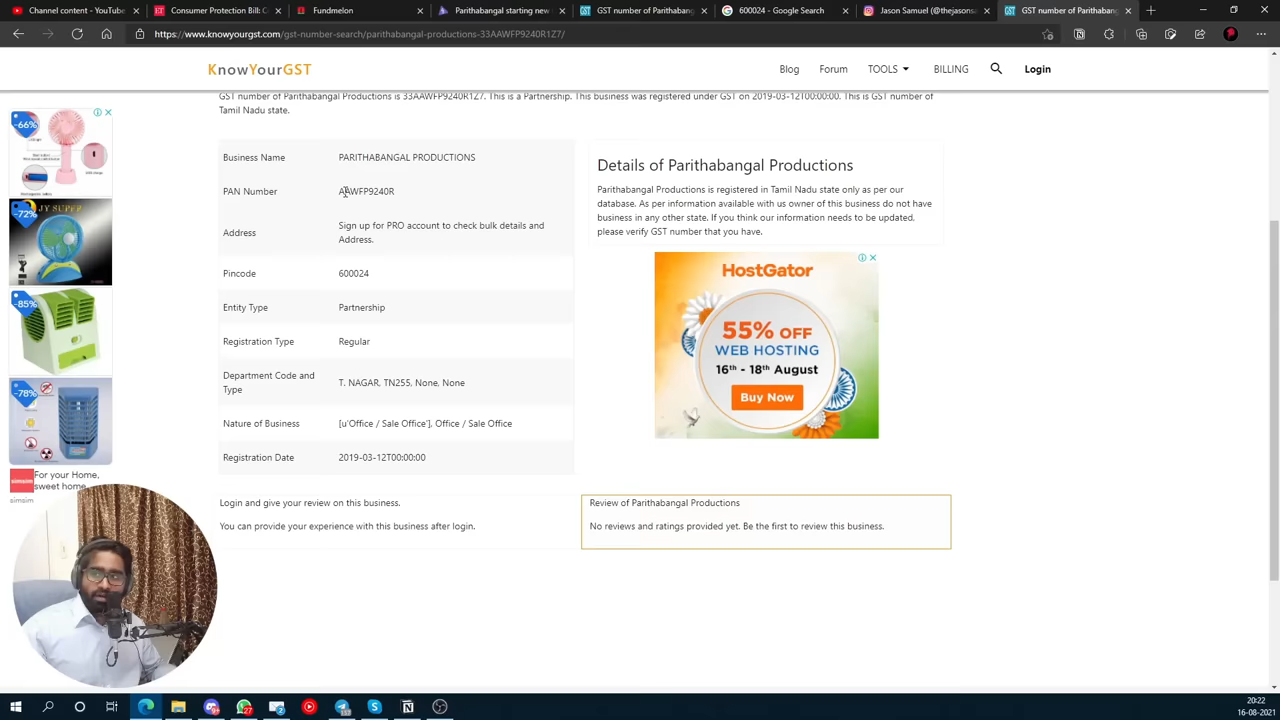 Channel content - YouTube
Consumer Protection Bill: C
Fundmelon
Parithabangal starting new
GST number of Parithabang
600024 - Google Search
Jason Samuel (@thejasonsa
GST number of Parithabang
https://www.knowyourgst.com/gst-number-search/parithabangal-productions-33AAWFP9240R1Z7/
KnowYourGST
Blog
Forum
TOOLS
BILLING
Login
GST number of Parithabangal Productions is 33AAWFP9240R1Z7. This is a Partnership. This business was registered under GST on 2019-03-12T00:00:00. This is GST number of
Tamil Nadu state.
Business Name PARITHABANGAL PRODUCTIONS
PAN Number AAWFP9240R
Address Sign up for PRO account to check bulk details and
Address.
Pincode 600024
Entity Type Partnership
Registration Type Regular
Department Code and
Type
T. NAGAR, TN255, None, None
Nature of Business [u'Office / Sale Office'], Office / Sale Office
Registration Date 2019-03-12T00:00:00
Details of Parithabangal Productions
Parithabangal Productions is registered in Tamil Nadu state only as per our
database. As per information available with us owner of this business do not have
business in any other state. If you think our information needs to be updated.
please verify GST number that you have.
HostGator
55% OFF
WEB HOSTING
16th - 18th August
Buy Now
Login and give your review on this business.
You can provide your experience with this business after login.
Review of Parithabangal Productions
No reviews and ratings provided yet. Be the first to review this business.
-66%
-72%
JY SUPER
-85%
-78%
simsim
For your Home,
sweet home.
simsim
27
2
20:22
16-08-2021